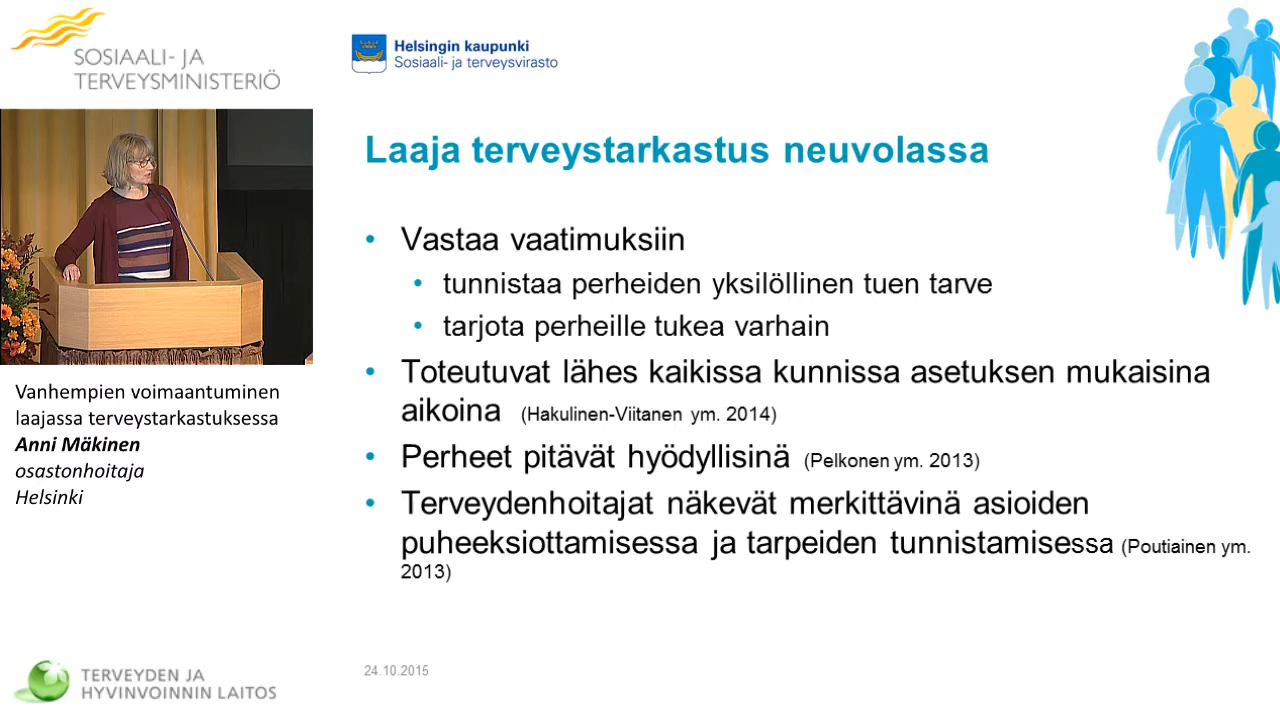 SOSIAALI- JA
TERVEYSMINISTERIÖ
Helsingin kaupunki
Sosiaali- ja terveysvirasto
Laaja terveystarkastus neuvolassa
• Vastaa vaatimuksiin
• tunnistaa perheiden yksilöllinen tuen tarve
• tarjota perheille tukea varhain
• Toteutuvat lähes kaikissa kunnissa asetuksen mukaisina
aikoina (Hakulinen-Viitanen ym. 2014)
• Perheet pitävät hyödyllisinä (Pelkonen ym. 2013)
• Terveydenhoitajat näkevät merkittävinä asioiden
puheeksiottamisessa ja tarpeiden tunnistamisessa (Poutiainen ym.
2013)
Vanhempien voimaantuminen
laajassa terveystarkastuksessa
Anni Mäkinen
osastonhoitaja
Helsinki
TERVEYDEN JA
HYVINVOINNIN LAITOS
24.10.2015